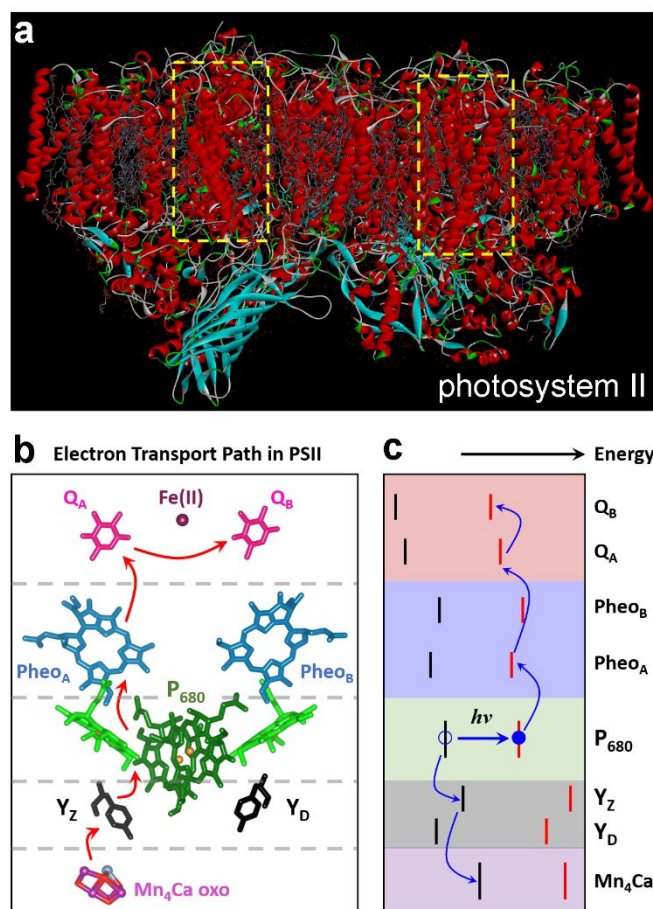 a
photosystem II
b Electron Transport Path in PSII
Q_A Fe(II) Q_B
Pheo_A P_680 Pheo_B
Y_Z Y_D
Mn_4Ca oxo
c Energy
Q_B
Q_A
Pheo_B
Pheo_A
hν P_680
Y_Z
Y_D
Mn_4Ca